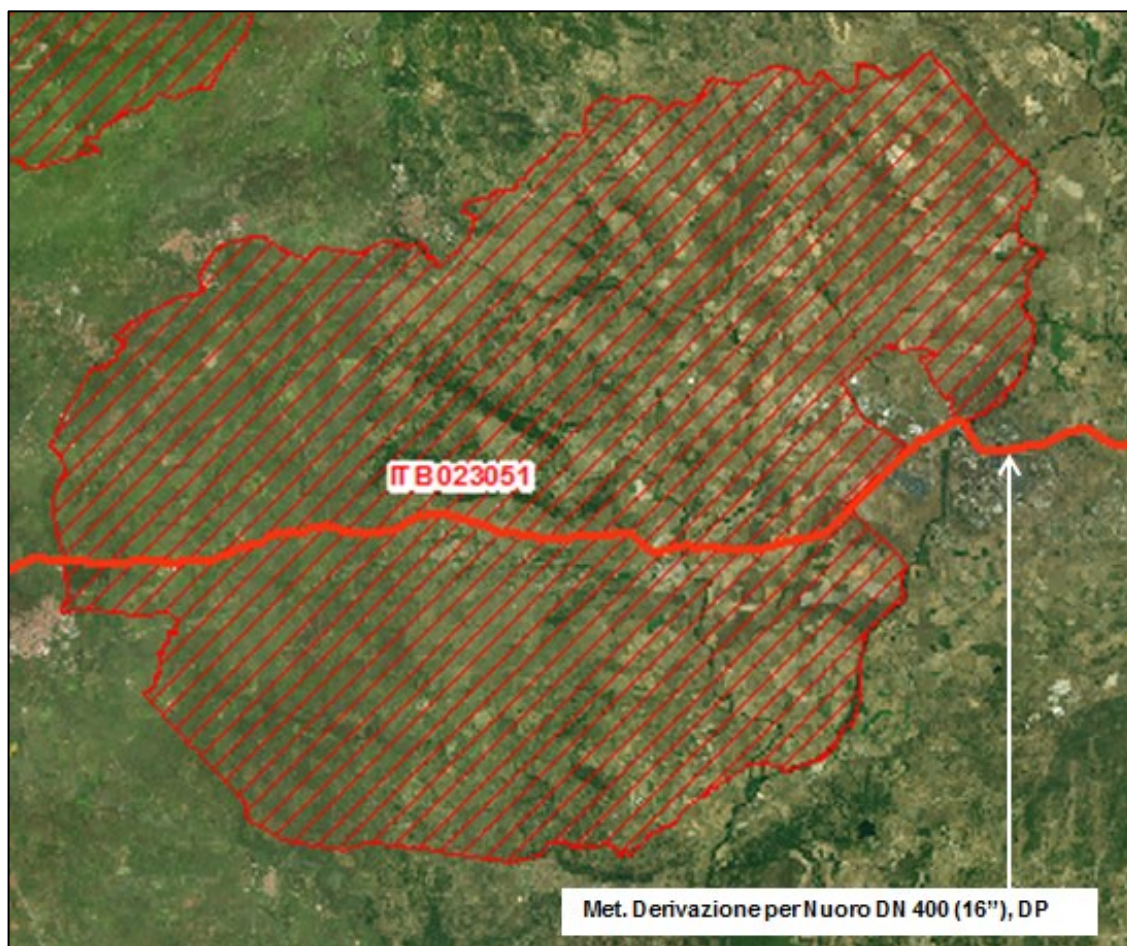 ITB023051
Met. Derivazione per Nuoro DN 400 (16”), DP